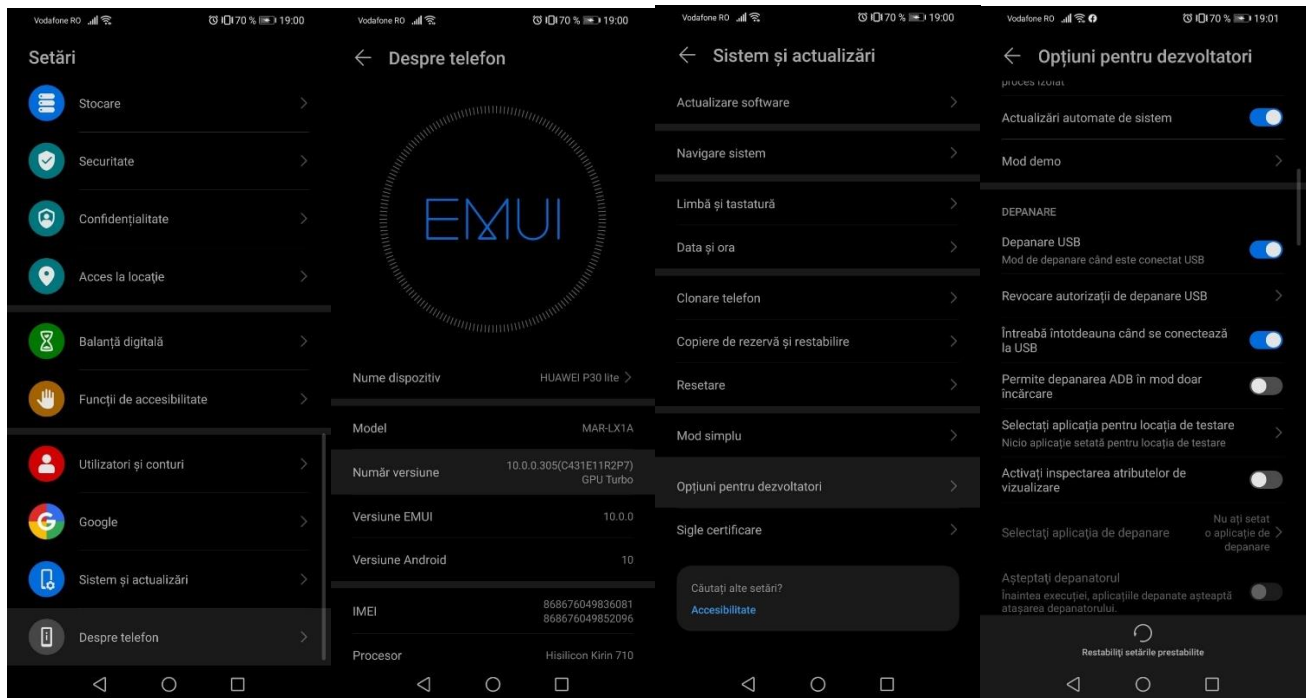 Vodafone RO 70 % 19:00
Setări
Stocare
Securitate
Confidențialitate
Acces la locație
Balanță digitală
Funcții de accesibilitate
Utilizatori și conturi
Google
Sistem și actualizări
Despre telefon
Vodafone RO 70 % 19:00
Despre telefon
EMUI
Nume dispozitiv HUAWEI P30 lite
Model MAR-LX1A
Număr versiune 10.0.0.305(C431E11R2P7)
GPU Turbo
Versiune EMUI 10.0.0
Versiune Android 10
IMEI 868676049836081
868676049852096
Procesor Hisilicon Kirin 710
Vodafone RO 70 % 19:00
Sistem și actualizări
Actualizare software
Navigare sistem
Limbă și tastatură
Data și ora
Clonare telefon
Copiere de rezervă și restabilire
Resetare
Mod simplu
Opțiuni pentru dezvoltatori
Sigle certificare
Căutați alte setări?
Accesibilitate
Vodafone RO 70 % 19:01
Opțiuni pentru dezvoltatori
proces izolat
Actualizări automate de sistem
Mod demo
DEPANARE
Depanare USB
Mod de depanare când este conectat USB
Revocare autorizații de depanare USB
Întreabă întotdeauna când se conectează
la USB
Permite depanarea ADB în mod doar
încărcare
Selectați aplicația pentru locația de testare
Nicio aplicație setată pentru locația de testare
Activați inspectarea atributelor de
vizualizare
Selectați aplicația de depanare Nu ați setat
o aplicație de
depanare
Așteptați depanatorul
Înaintea execuției, aplicațiile depanate așteaptă
atașarea depanatorului.
Restabiliți setările prestabilite